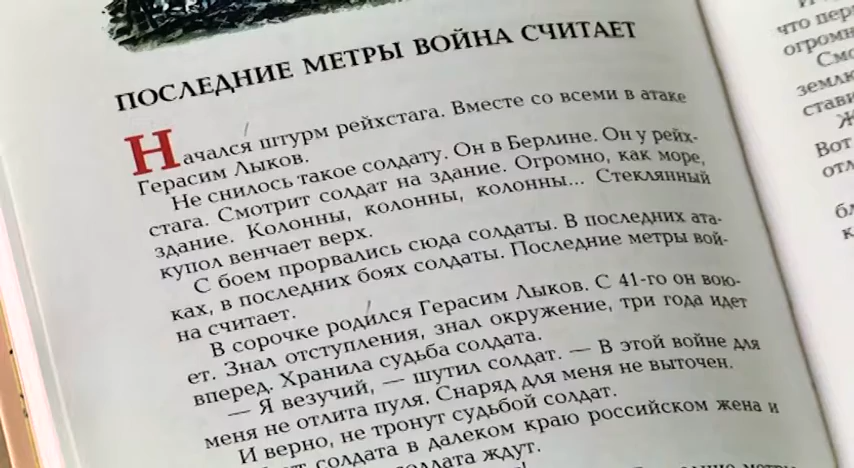 ПОСЛЕДНИЕ МЕТРЫ ВОЙНА СЧИТАЕТ
Начался штурм рейхстага. Вместе со всеми в атаке
Герасим Лыков.
Не снилось такое солдату. Он в Берлине. Он у рейх-
стага. Смотрит солдат на здание. Огромно, как море,
здание. Колонны, колонны, колонны... Стеклянный
купол венчает верх.
С боем прорвались сюда солдаты. В последних ата-
ках, в последних боях солдаты. Последние метры вой-
на считает.
В сорочке родился Герасим Лыков. С 41-го он вою-
ет. Знал отступления, знал окружение, три года идет
вперед. Хранила судьба солдата.
— Я везучий, — шутил солдат. — В этой войне для
меня не отлита пуля. Снаряд для меня не выточен.
И верно, не тронут судьбой солдат.
солдата в далеком краю российском жена и
солдата ждут.
что
огромн
Смо
земл
стави
Вот
отл